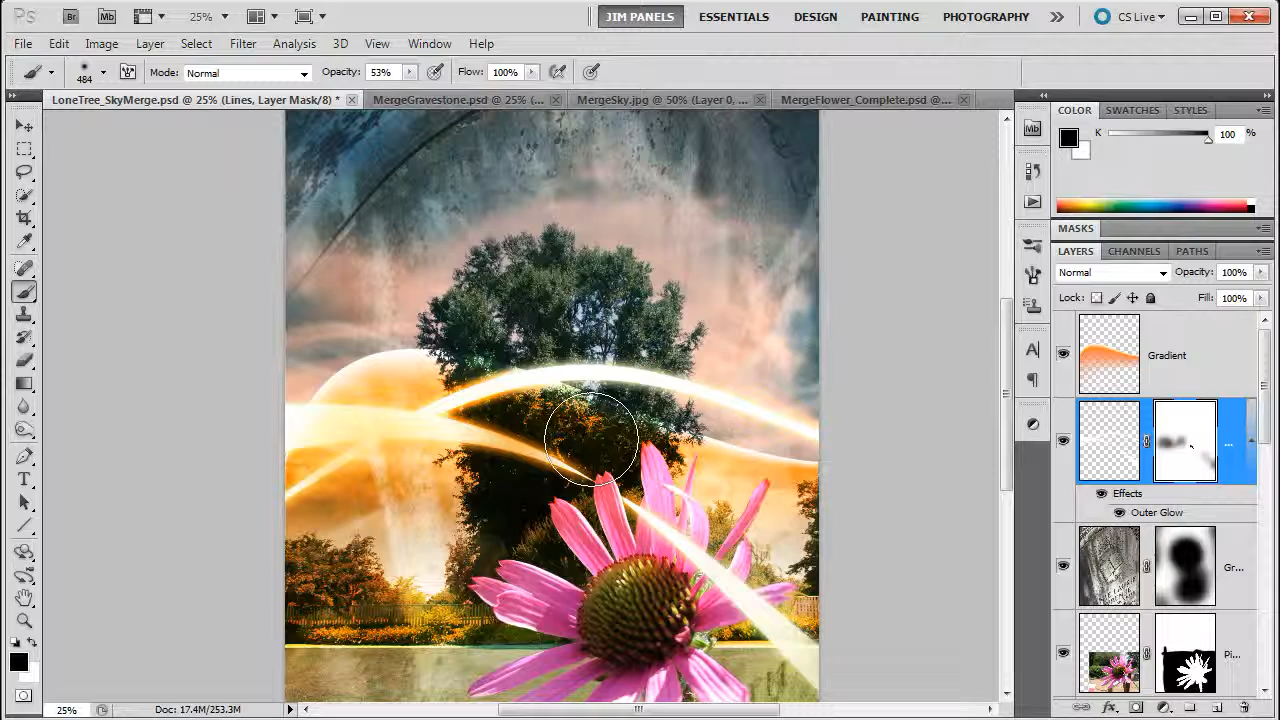 Ps Br Mb 25% JIM PANELS ESSENTIALS DESIGN PAINTING PHOTOGRAPHY CS Live
File Edit Image Layer Select Filter Analysis 3D View Window Help
484 Mode: Normal Opacity: 53% Flow: 100%
LoneTree_SkyMerge.psd @ 25% (Lines, Layer Mask/8) * MergeGravestone.psd @ 25% (... MergeSky.jpg @ 50% (Layer 0, ... MergeFlower_Complete.psd @...
COLOR SWATCHES STYLES
Mb
K 100 %
MASKS
LAYERS CHANNELS PATHS
Normal Opacity: 100%
Lock: Fill: 100%
Gradient
...
Effects
Outer Glow
Gr...
Pi...
25% Doc: 17.4M/253.3M